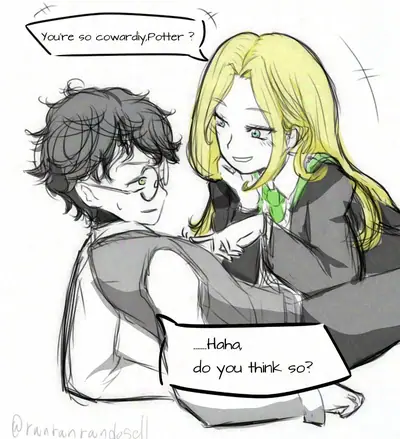 You're so cowardly,Potter ?
......Haha,
do you think so?
@ranranrandosell